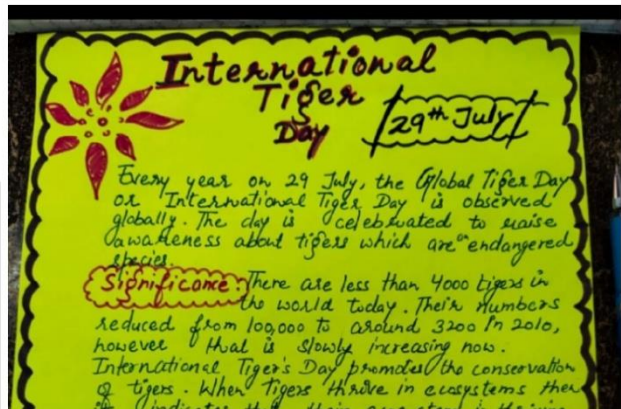 International
Tiger
Day
29th July
Every year on 29 July, the Global Tiger Day
or International Tiger Day is observed
globally. The day is celebrated to raise
awareness about tigers which are endangered
species.
Significance: There are less than 4000 tigers in
the world today. Their numbers
reduced from 100,000 to around 3200 in 2010,
however that is slowly increasing now.
International Tiger's Day promotes the conservation
of tigers. When tigers thrive in ecosystems then
it indicates that their